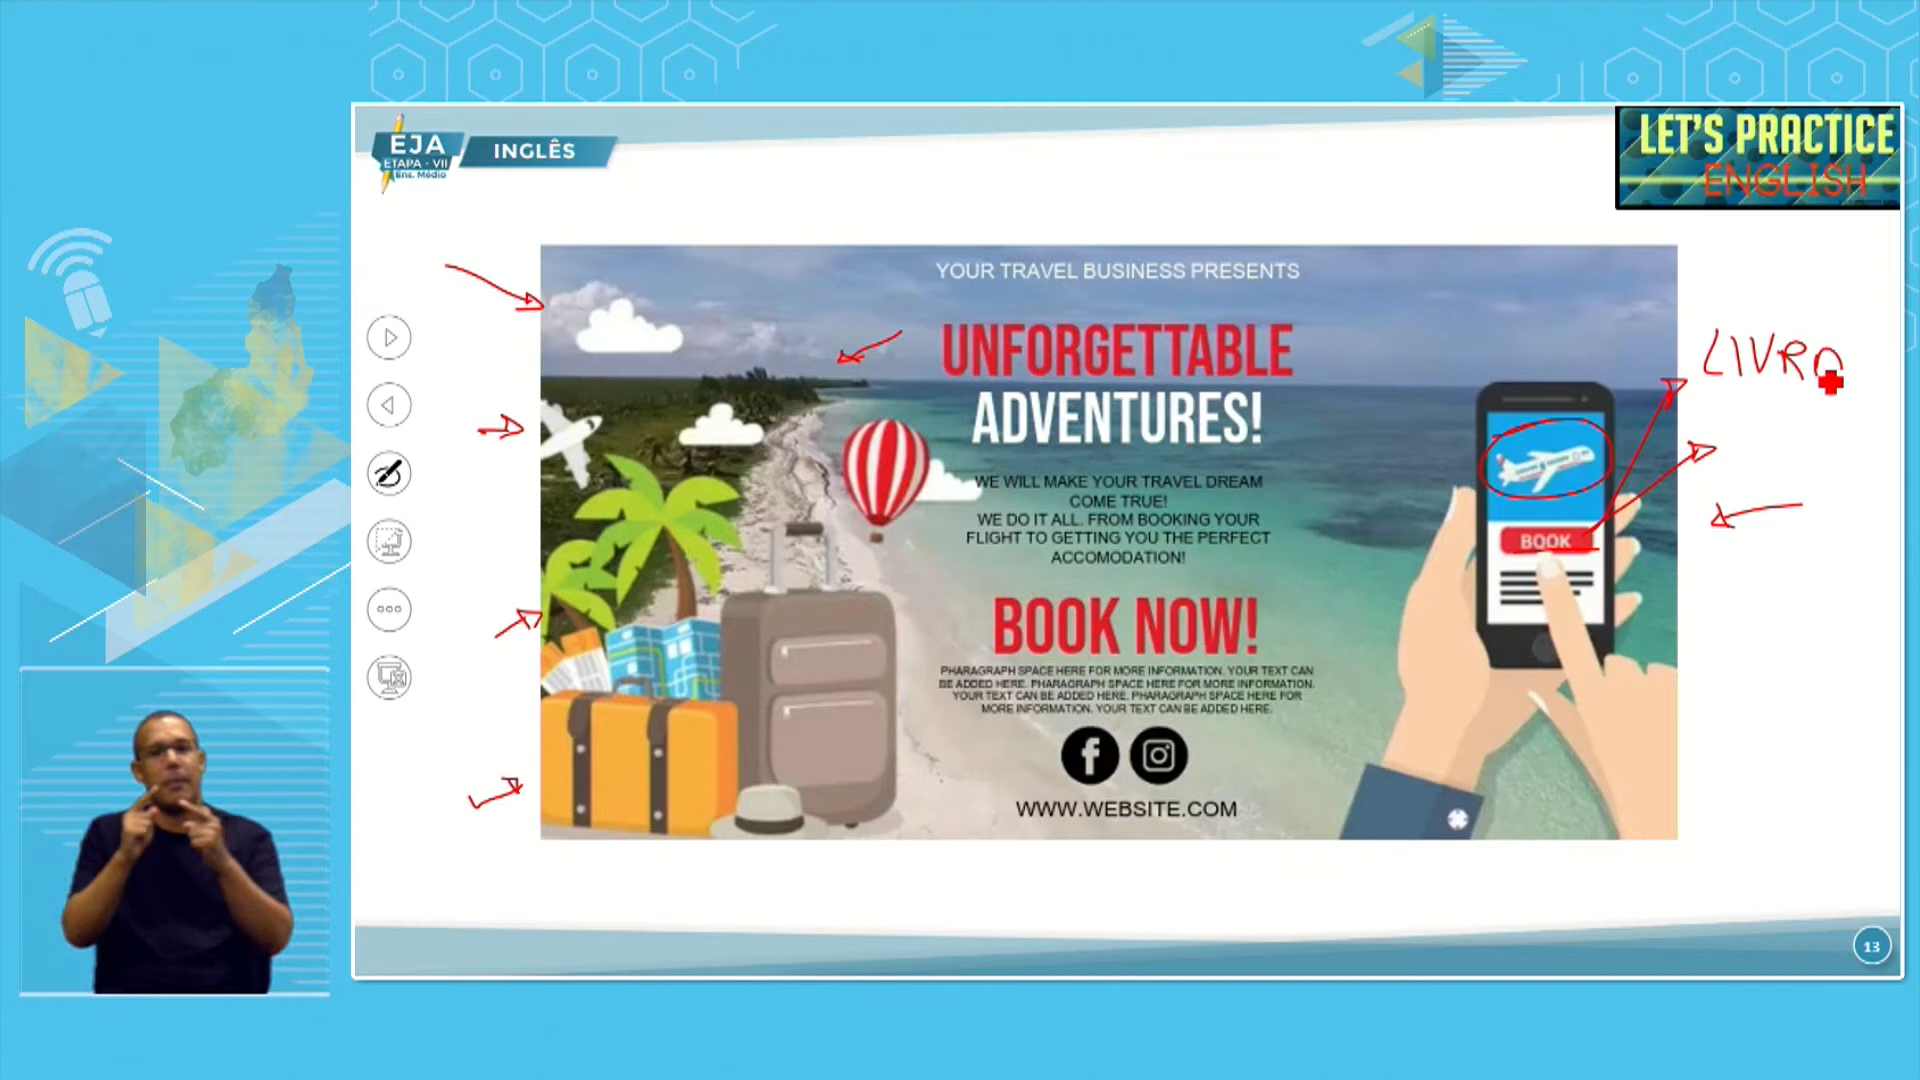 EJA
ETAPA - VII
Ens. Médio
INGLÊS
LET'S PRACTICE
ENGLISH
YOUR TRAVEL BUSINESS PRESENTS
UNFORGETTABLE
ADVENTURES!
WE WILL MAKE YOUR TRAVEL DREAM
COME TRUE!
WE DO IT ALL. FROM BOOKING YOUR
FLIGHT TO GETTING YOU THE PERFECT
ACCOMODATION!
BOOK NOW!
PHARAGRAPH SPACE HERE FOR MORE INFORMATION. YOUR TEXT CAN
BE ADDED HERE. PHARAGRAPH SPACE HERE FOR MORE INFORMATION.
YOUR TEXT CAN BE ADDED HERE. PHARAGRAPH SPACE HERE FOR
MORE INFORMATION. YOUR TEXT CAN BE ADDED HERE.
WWW.WEBSITE.COM
BOOK
LIVRO
13